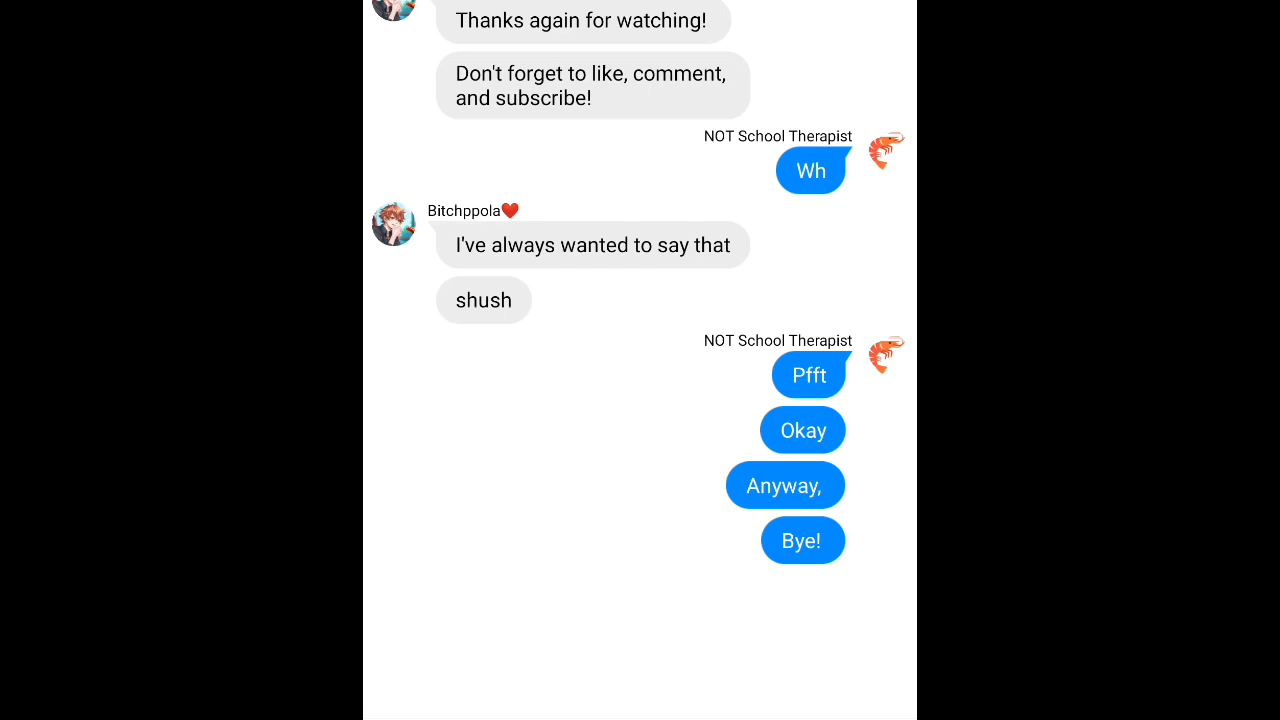 Thanks again for watching!
Don't forget to like, comment,
and subscribe!
NOT School Therapist
Wh
Bitchppola❤️
I've always wanted to say that
shush
NOT School Therapist
Pfft
Okay
Anyway,
Bye!